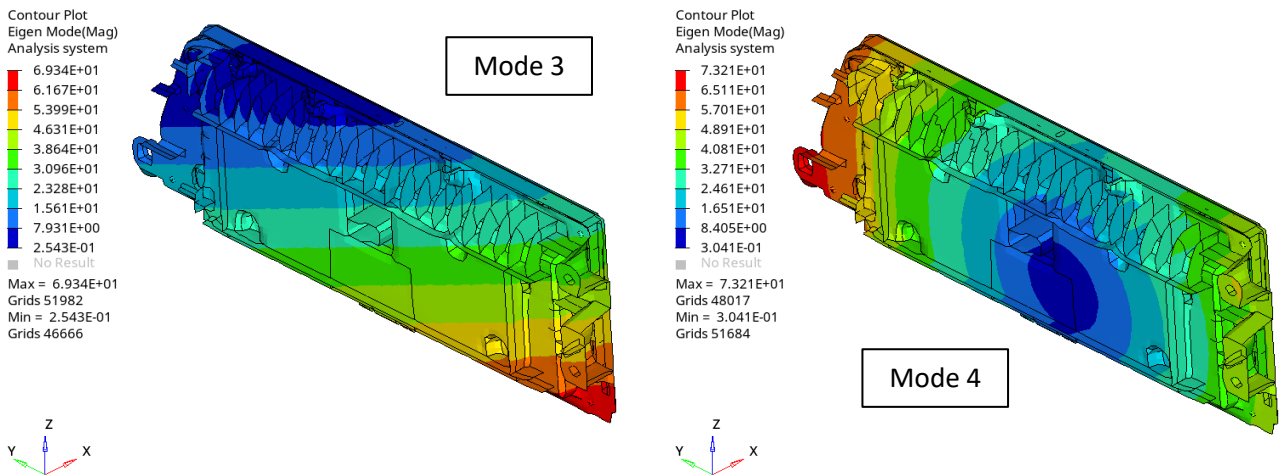 Contour Plot
Eigen Mode(Mag)
Analysis system
6.934E+01
6.167E+01
5.399E+01
4.631E+01
3.864E+01
3.096E+01
2.328E+01
1.561E+01
7.931E+00
2.543E-01
No Result
Max = 6.934E+01
Grids 51982
Min = 2.543E-01
Grids 46666
Mode 3
Z
Y
X
Contour Plot
Eigen Mode(Mag)
Analysis system
7.321E+01
6.511E+01
5.701E+01
4.891E+01
4.081E+01
3.271E+01
2.461E+01
1.651E+01
8.405E+00
3.041E-01
No Result
Max = 7.321E+01
Grids 48017
Min = 3.041E-01
Grids 51684
Mode 4
Z
Y
X